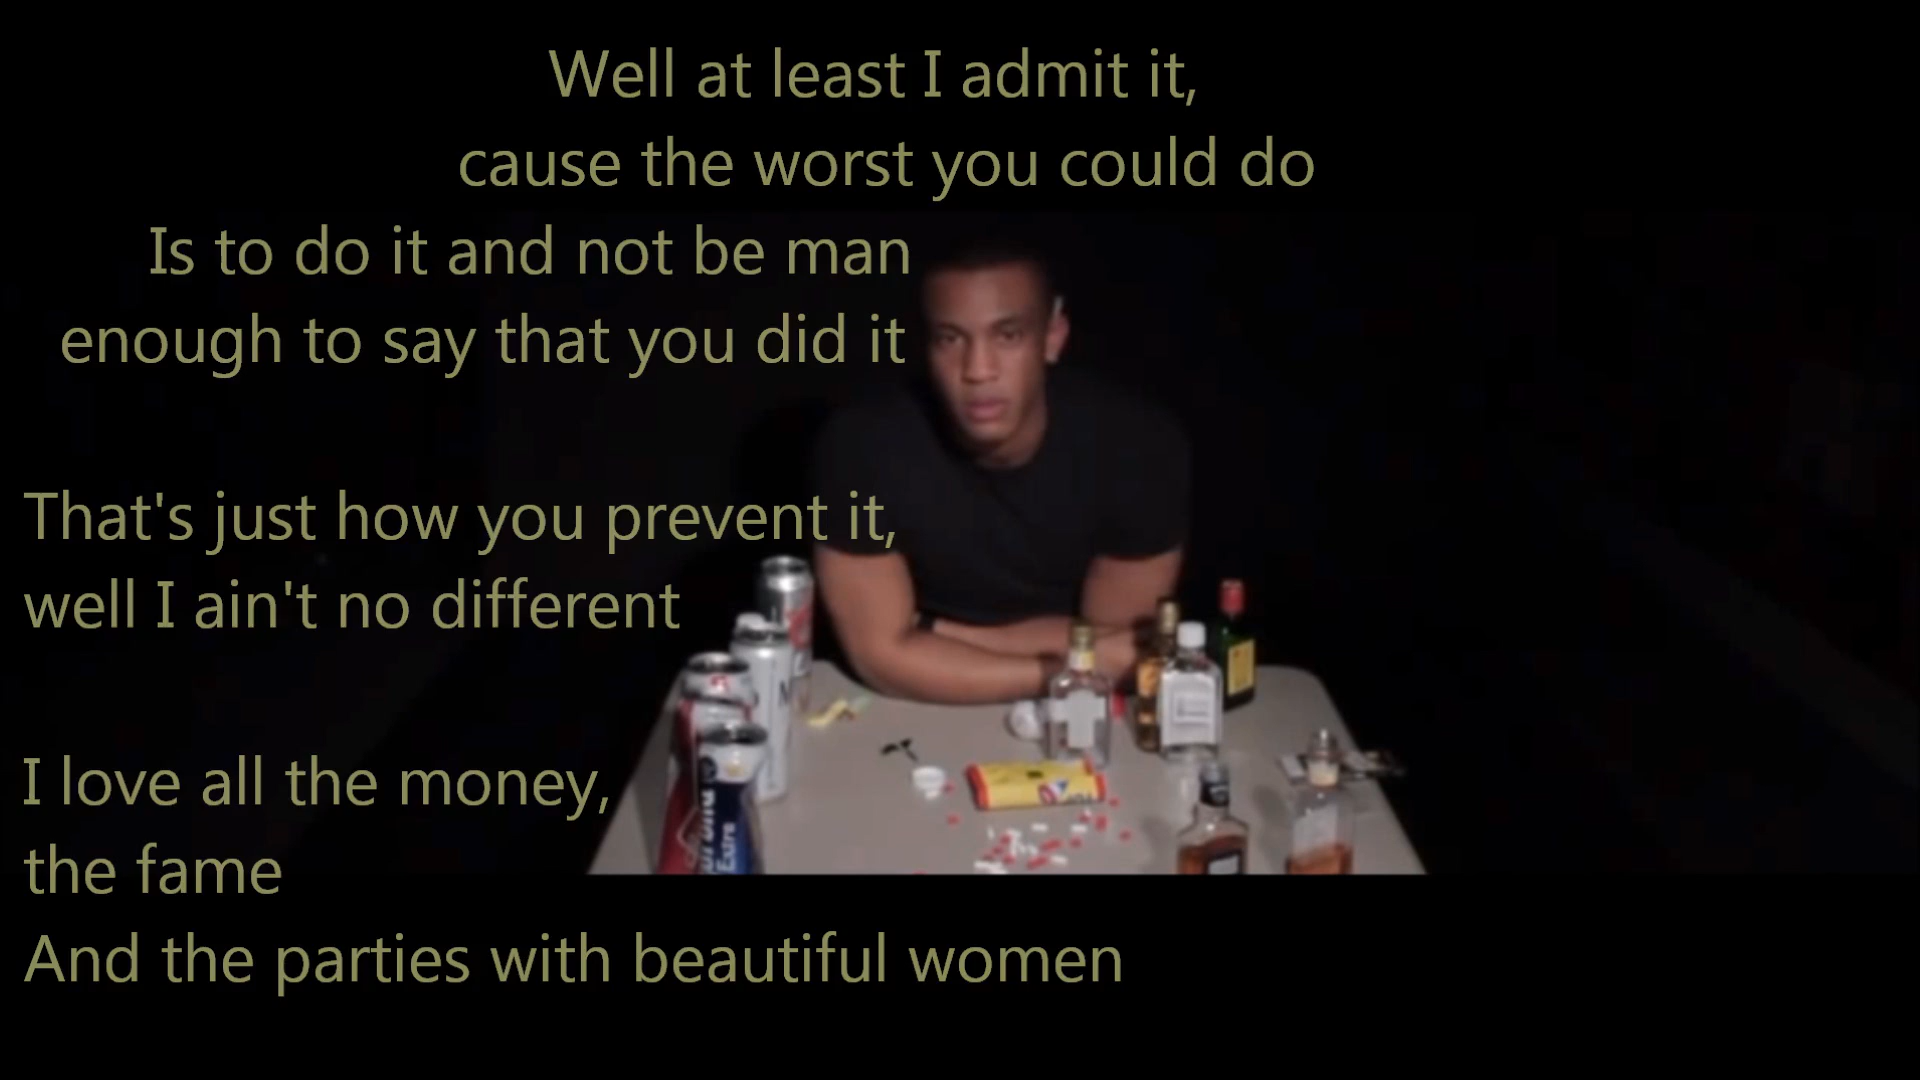 Well at least I admit it,
cause the worst you could do
Is to do it and not be man
enough to say that you did it
That's just how you prevent it,
well I ain't no different
I love all the money,
the fame
And the parties with beautiful women
Extra